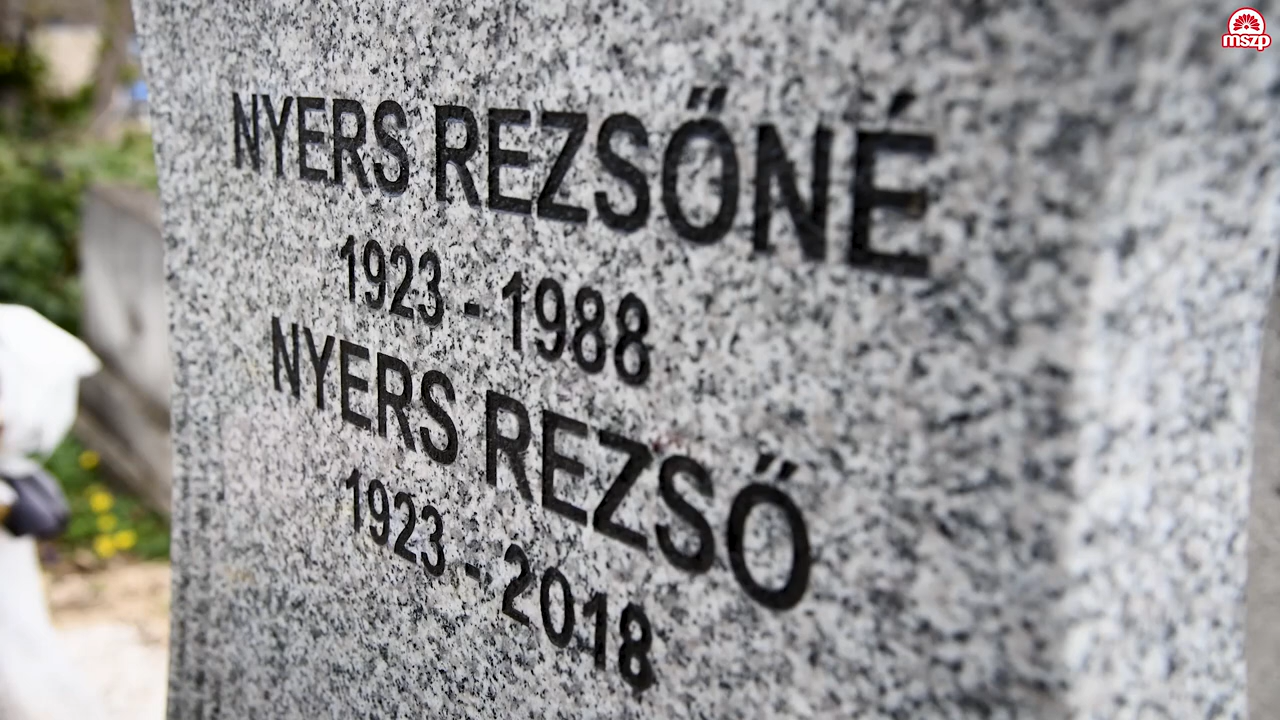 mszp
NYERS REZSŐNÉ
1923 - 1988
NYERS REZSŐ
1923 - 2018